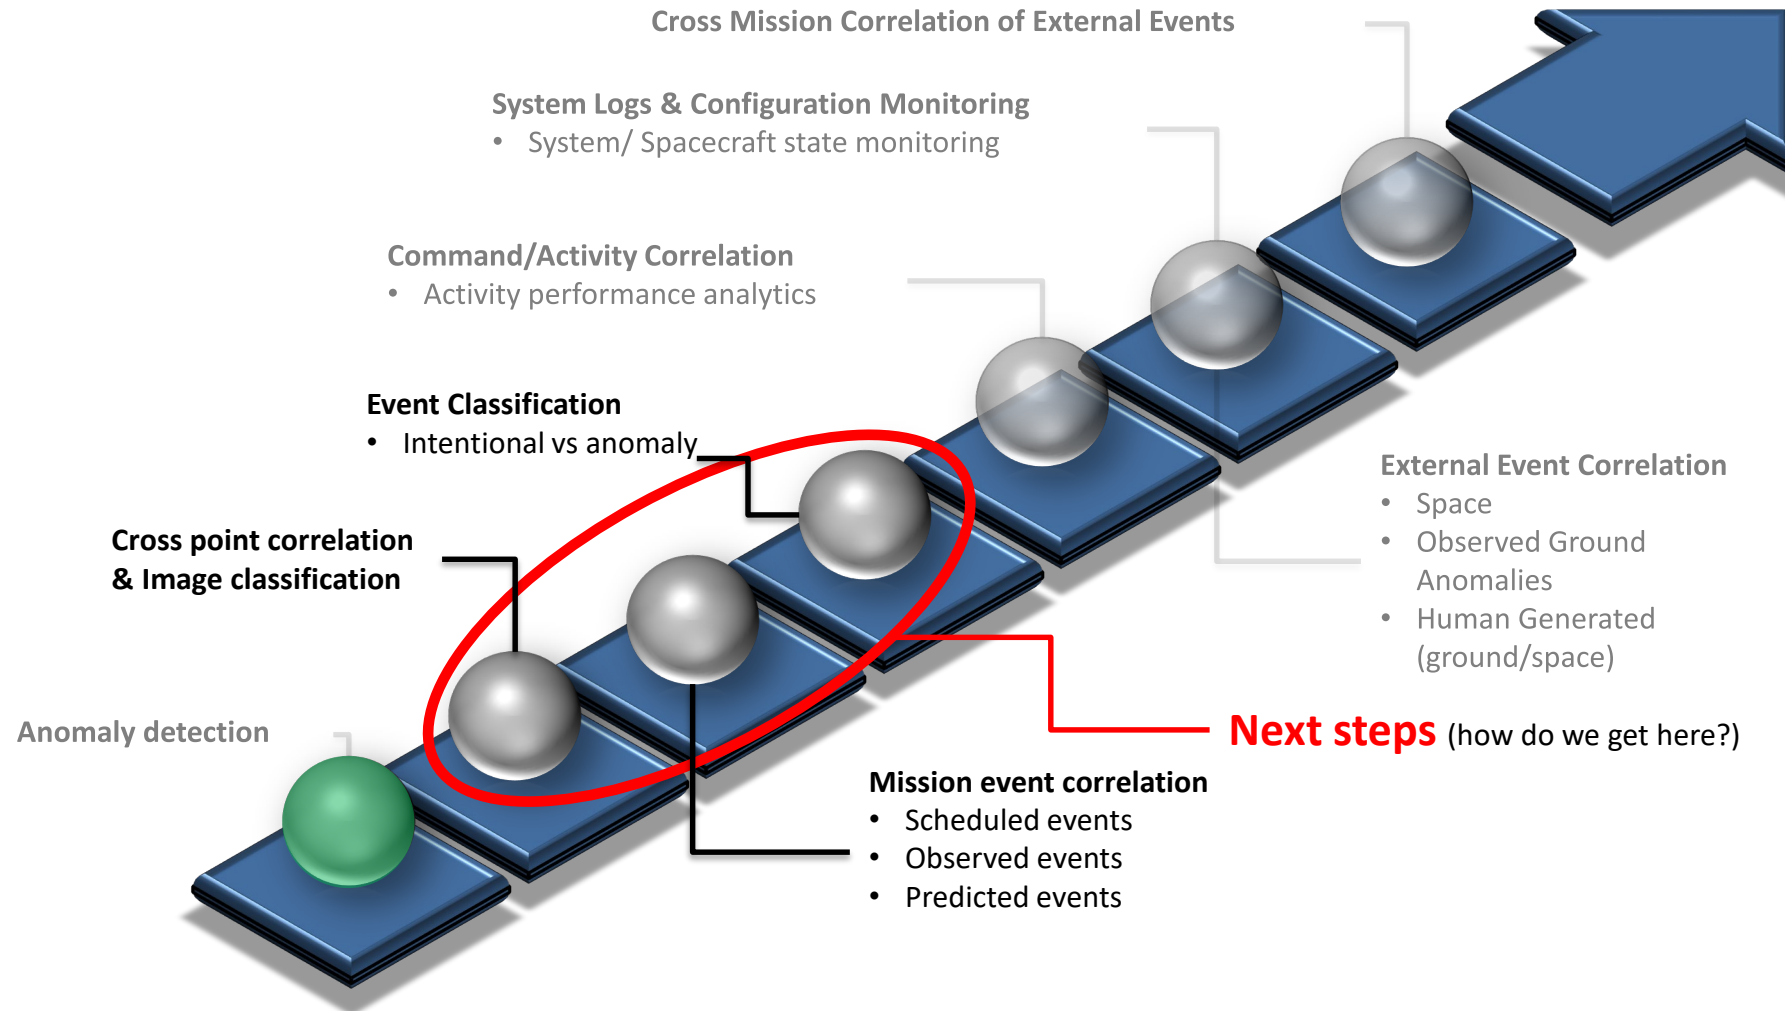 Cross Mission Correlation of External Events
System Logs & Configuration Monitoring
• System/ Spacecraft state monitoring
Command/Activity Correlation
• Activity performance analytics
Event Classification
• Intentional vs anomaly
Cross point correlation
& Image classification
Anomaly detection
External Event Correlation
• Space
• Observed Ground
Anomalies
• Human Generated
(ground/space)
Next steps (how do we get here?)
Mission event correlation
• Scheduled events
• Observed events
• Predicted events